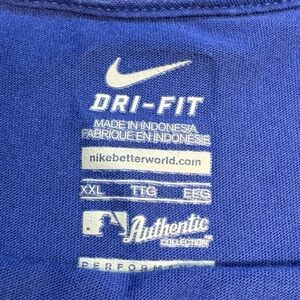 DRI-FIT
MADE IN INDONESIA
FABRIQUE EN INDONESIE
nikebetterworld.com
XXL TTG EEG
Authentic
COLLECTION